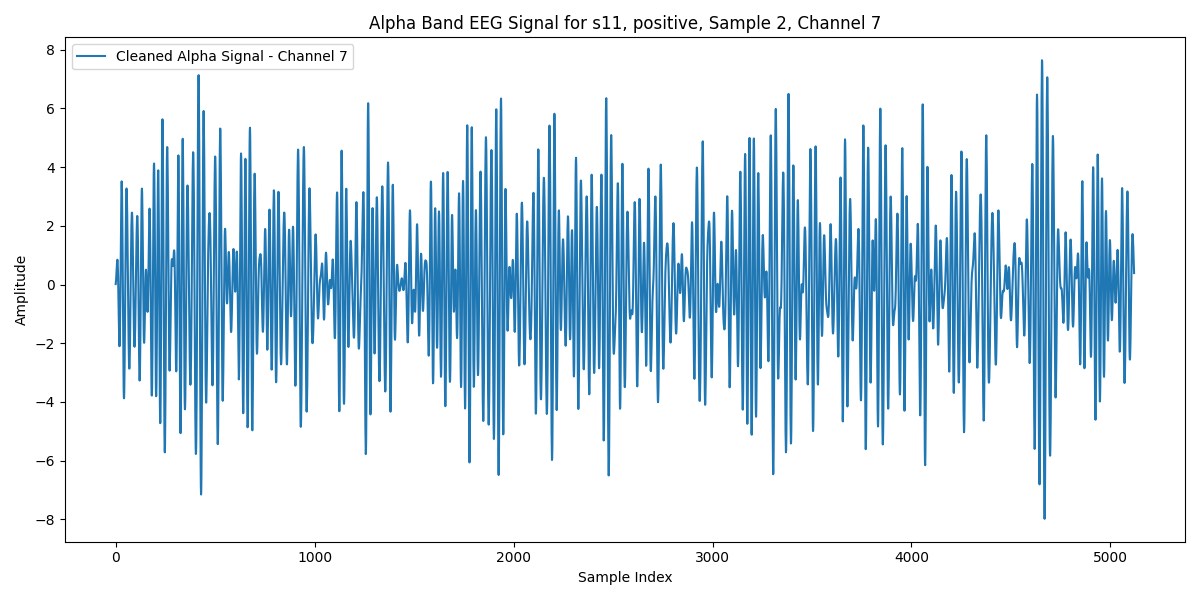 Alpha Band EEG Signal for s11, positive, Sample 2, Channel 7
Cleaned Alpha Signal - Channel 7
Amplitude
8
6
4
2
0
−2
−4
−6
−8
0 1000 2000 3000 4000 5000
Sample Index